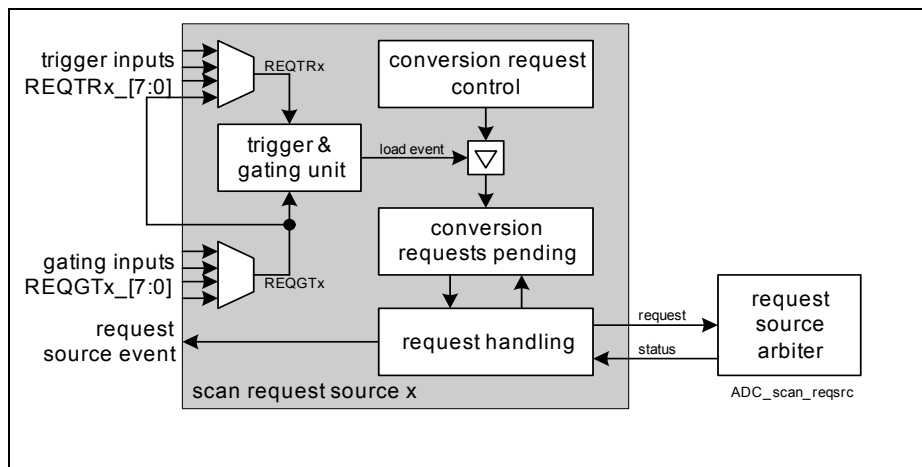 trigger inputs
REQTRx_[7:0]
REQTRx
conversion request
control
trigger &
gating unit
load event
conversion
requests pending
gating inputs
REQGTx_[7:0]
REQGTx
request
source event
request handling
request
status
request
source
arbiter
scan request source x
ADC_scan_reqsrc